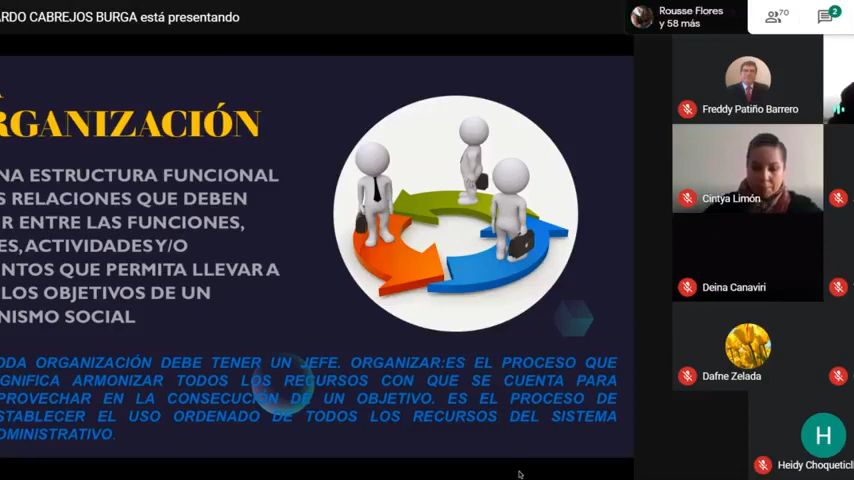 ARDO CABREJOS BURGA está presentando
Rousse Flores
y 58 más
70
2
RGANIZACIÓN
NA ESTRUCTURA FUNCIONAL
S RELACIONES QUE DEBEN
R ENTRE LAS FUNCIONES,
ES, ACTIVIDADES Y/O
NTOS QUE PERMITA LLEVAR A
LOS OBJETIVOS DE UN
NISMO SOCIAL
ODA ORGANIZACIÓN DEBE TENER UN JEFE. ORGANIZAR:ES EL PROCESO QUE
GNIFICA ARMONIZAR TODOS LOS RECURSOS CON QUE SE CUENTA PARA
PROVECHAR EN LA CONSECUCIÓN DE UN OBJETIVO. ES EL PROCESO DE
STABLECER EL USO ORDENADO DE TODOS LOS RECURSOS DEL SISTEMA
DMINISTRATIVO.
Freddy Patiño Barrero
Cintya Limón
Deina Canaviri
Dafne Zelada
H
Heidy Choqueticll